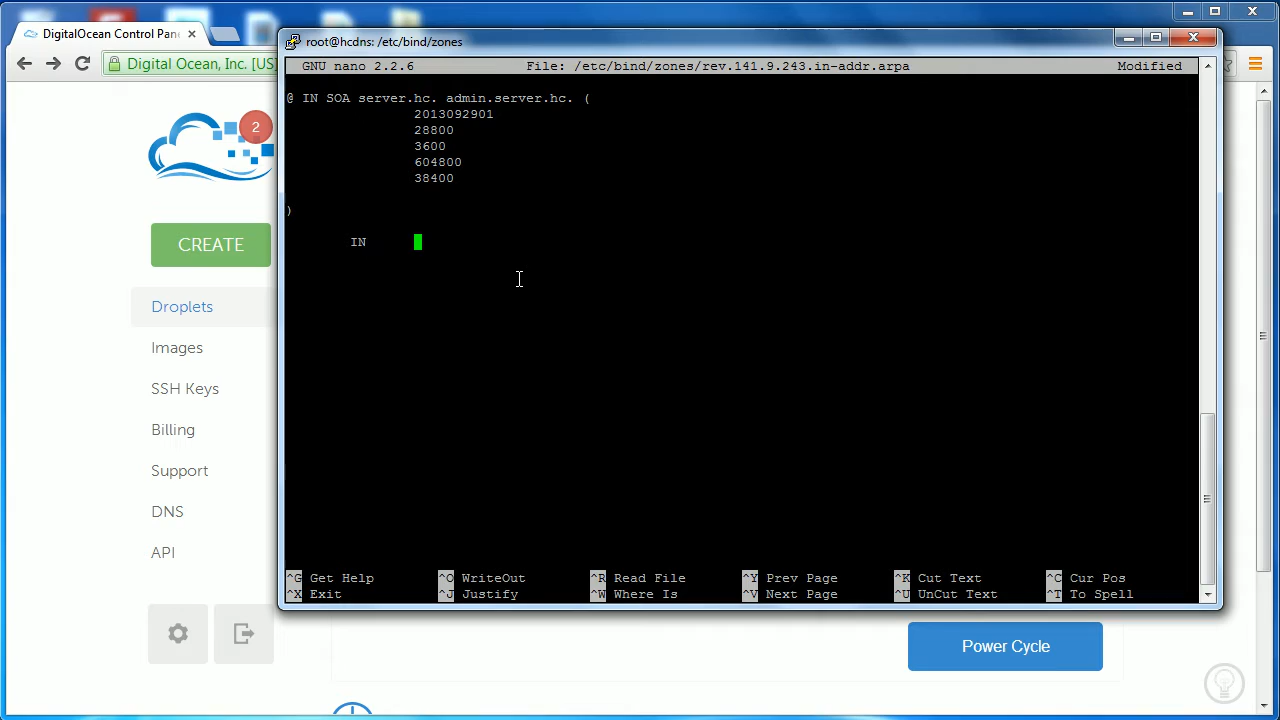 DigitalOcean Control Pane
root@hcdns: /etc/bind/zones
Digital Ocean, Inc. [US]
GNU nano 2.2.6 File: /etc/bind/zones/rev.141.9.243.in-addr.arpa Modified
@ IN SOA server.hc. admin.server.hc. (
2013092901
28800
3600
604800
38400
)
IN
2
CREATE
Droplets
Images
SSH Keys
Billing
Support
DNS
API
^G Get Help ^O WriteOut ^R Read File ^Y Prev Page ^K Cut Text ^C Cur Pos
^X Exit ^J Justify ^W Where Is ^V Next Page ^U UnCut Text ^T To Spell
Power Cycle